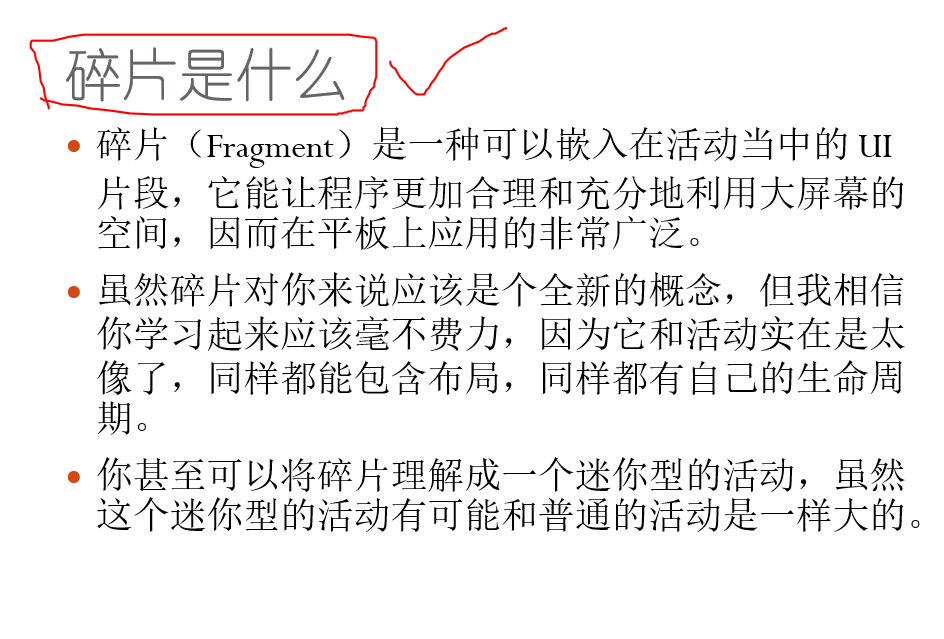 碎片是什么
• 碎片（Fragment）是一种可以嵌入在活动当中的 UI
片段，它能让程序更加合理和充分地利用大屏幕的
空间，因而在平板上应用的非常广泛。
• 虽然碎片对你来说应该是个全新的概念，但我相信
你学习起来应该毫不费力，因为它和活动实在是太
像了，同样都能包含布局，同样都有自己的生命周
期。
• 你甚至可以将碎片理解成一个迷你型的活动，虽然
这个迷你型的活动有可能和普通的活动是一样大的。